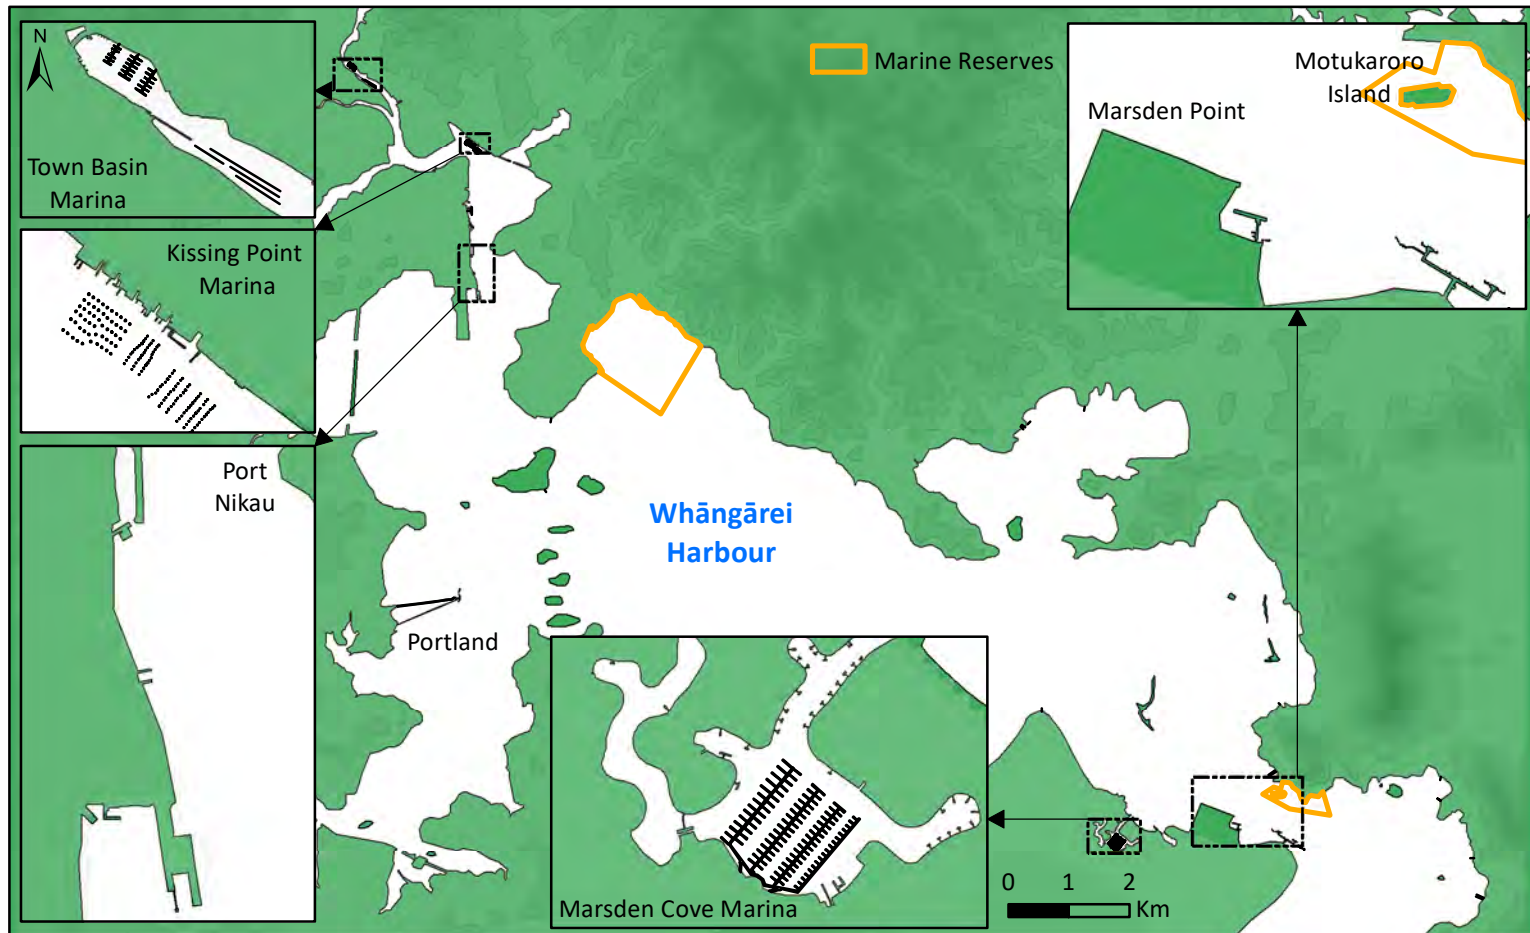 N
Town Basin
Marina
Kissing Point
Marina
Port
Nikau
Marine Reserves
Motukaroro
Island
Marsden Point
Whāngārei
Harbour
Portland
Marsden Cove Marina
0 1 2
Km